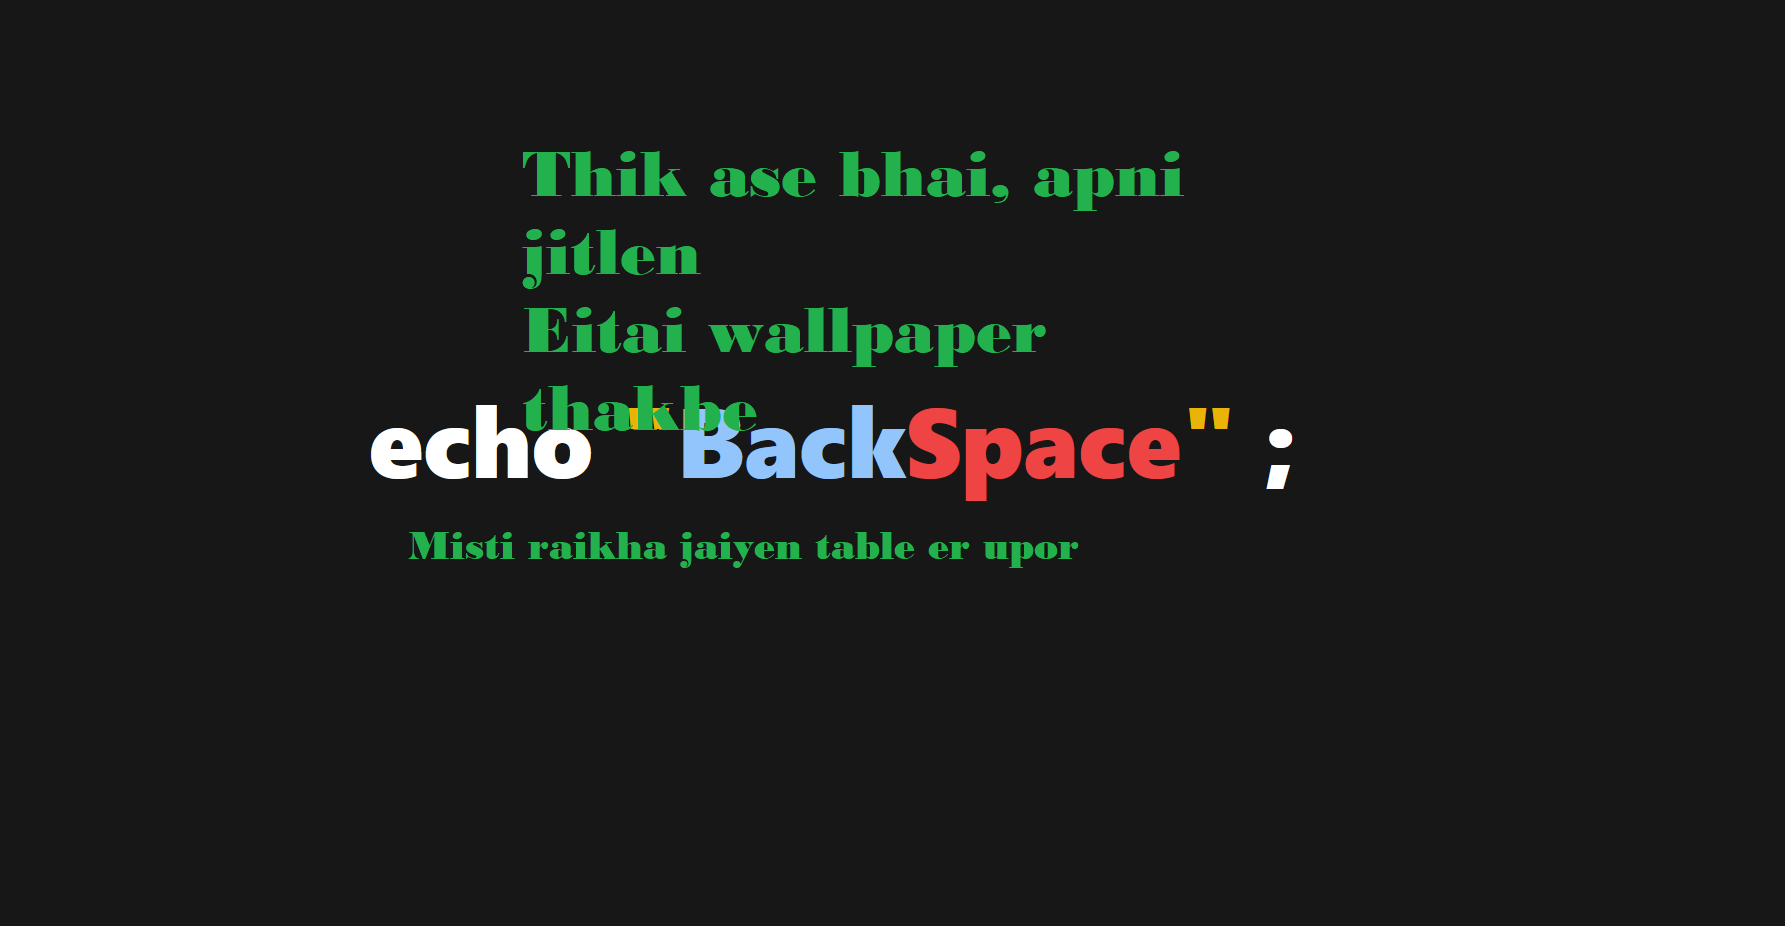 Thik ase bhai, apni
jitlen
Eitai wallpaper
thakbe
echo "BackSpace" ;
Misti raikha jaiyen table er upor